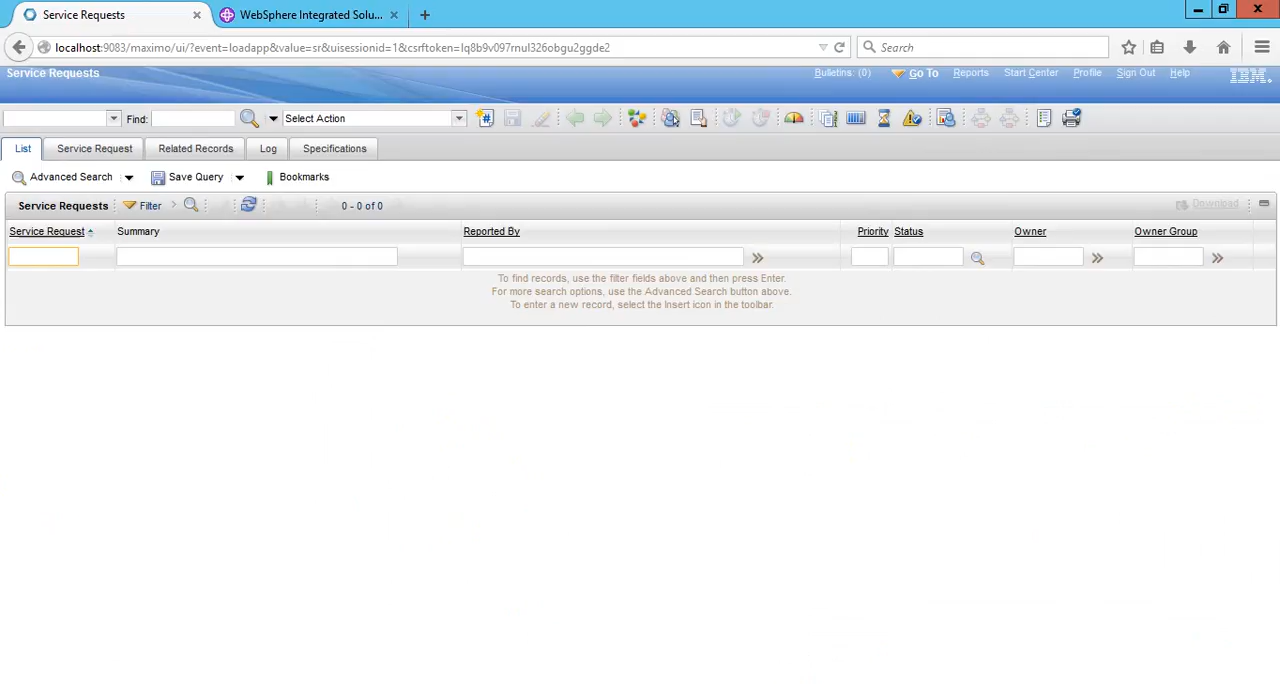 Service Requests
WebSphere Integrated Solu...
localhost:9083/maximo/ui/?event=loadapp&value=sr&uisessionid=1&csrftoken=lq8b9v097rnul326obgu2ggde2
Search
Service Requests
Bulletins: (0)
Go To
Reports
Start Center
Profile
Sign Out
Help
IBM
Find:
Select Action
List
Service Request
Related Records
Log
Specifications
Advanced Search
Save Query
Bookmarks
Service Requests
Filter
0 - 0 of 0
Download
Service Request
Summary
Reported By
Priority
Status
Owner
Owner Group
To find records, use the filter fields above and then press Enter.
For more search options, use the Advanced Search button above.
To enter a new record, select the Insert icon in the toolbar.